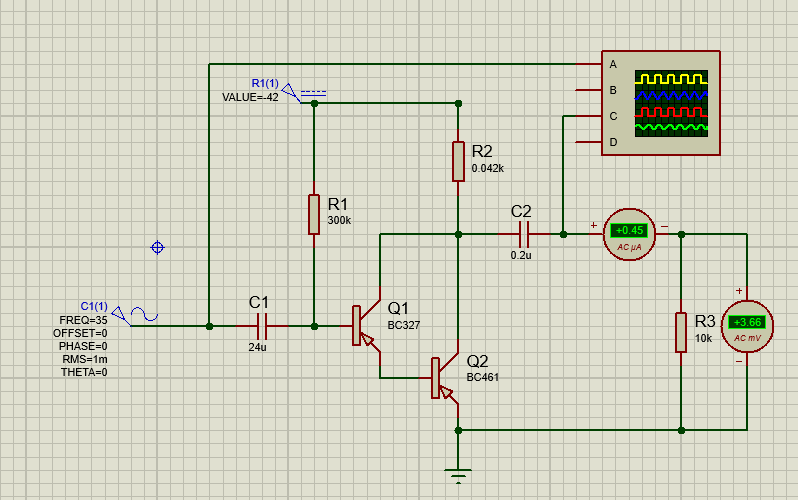 R1(1)
VALUE=-42
A
B
C
D
R2
0.042k
R1
300k
C2
0.2u
+
+0.45
AC µA
−
C1(1)
FREQ=35
OFFSET=0
PHASE=0
RMS=1m
THETA=0
C1
24u
Q1
BC327
Q2
BC461
R3
10k
+
+3.66
AC mV
−